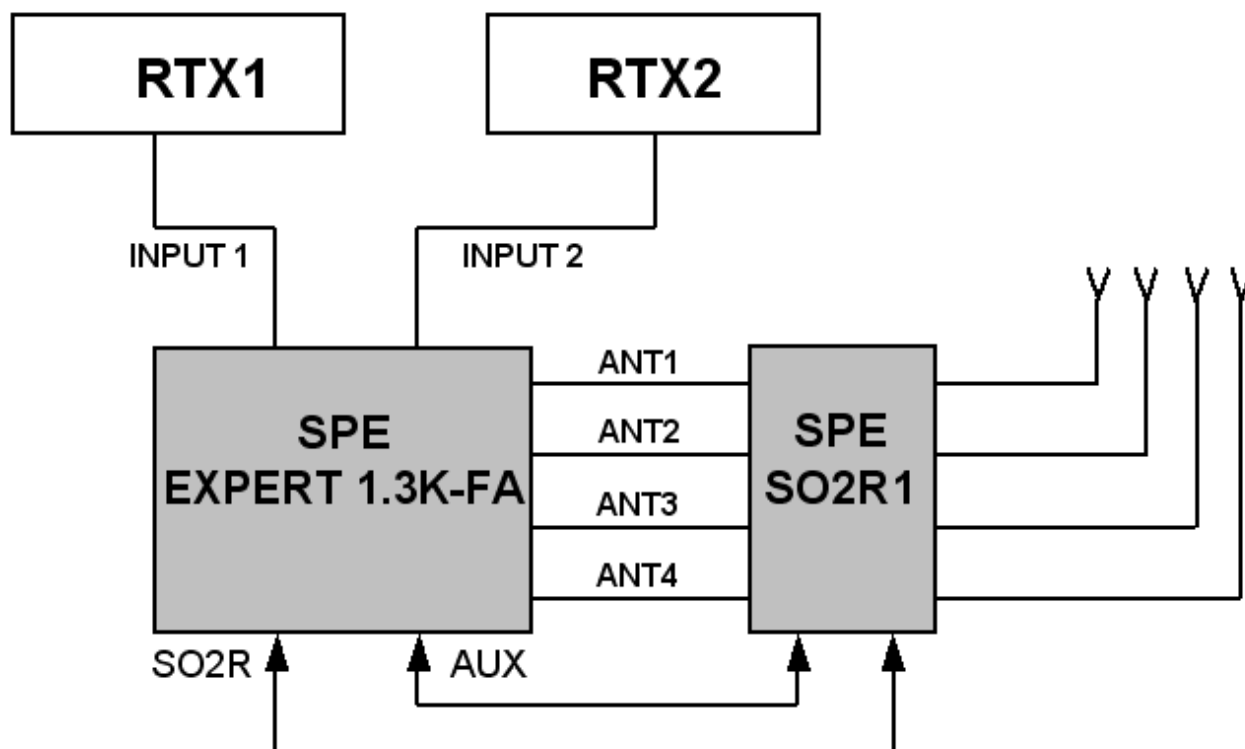 RTX1
RTX2
INPUT 1
INPUT 2
ANT1
ANT2
ANT3
ANT4
SPE
EXPERT 1.3K-FA
SPE
SO2R1
SO2R
AUX